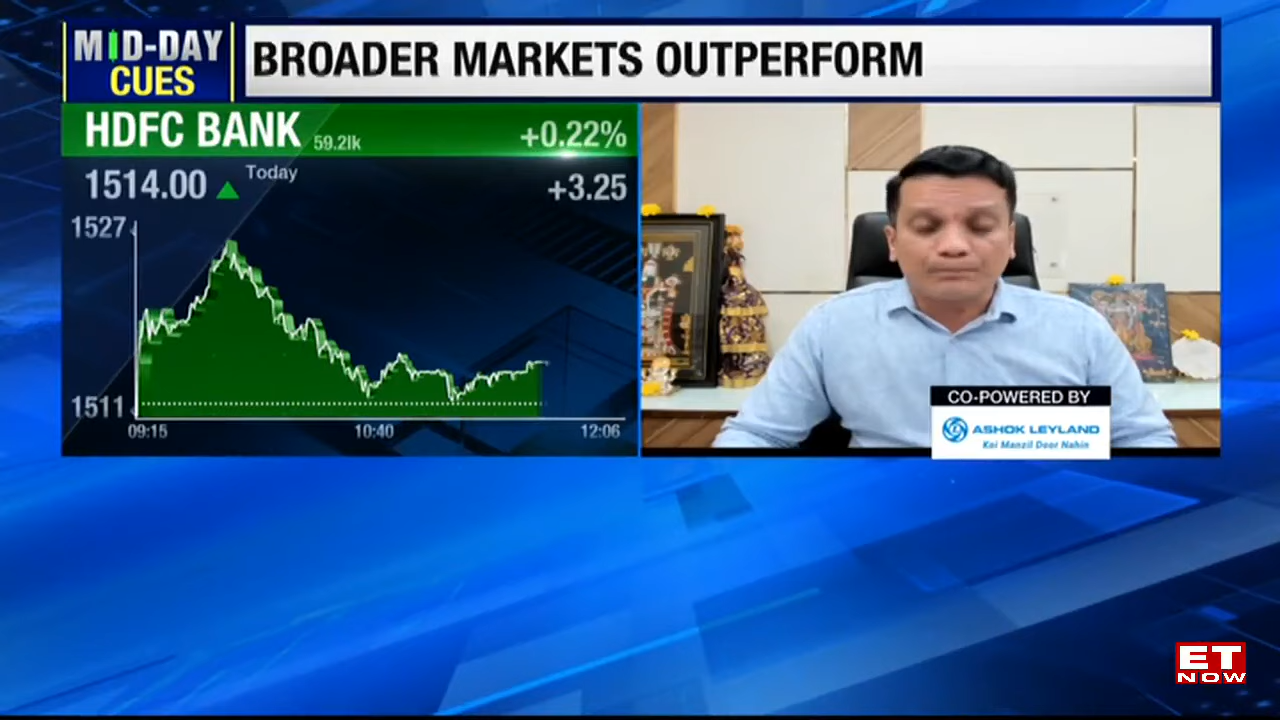 MID-DAY
CUES
BROADER MARKETS OUTPERFORM
HDFC BANK 59.2lk +0.22%
1514.00 Today +3.25
1527
1511
09:15 10:40 12:06
CO-POWERED BY
ASHOK LEYLAND
Koi Manzil Door Nahin
ET
NOW